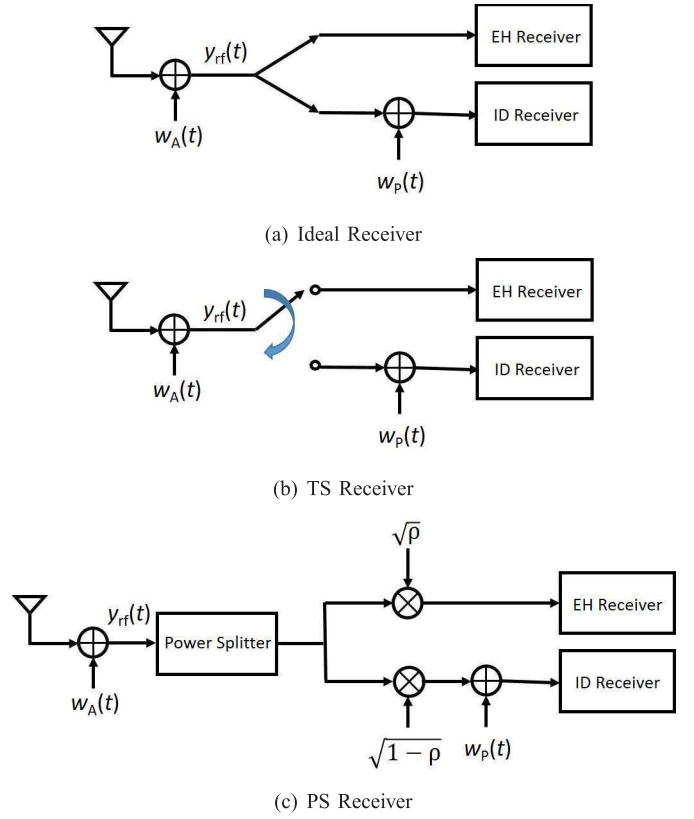 y_rf(t)
EH Receiver
ID Receiver
w_A(t)
w_P(t)
(a) Ideal Receiver
y_rf(t)
EH Receiver
ID Receiver
w_A(t)
w_P(t)
(b) TS Receiver
√ρ
y_rf(t)
Power Splitter
EH Receiver
ID Receiver
w_A(t)
√(1 − ρ)
w_P(t)
(c) PS Receiver